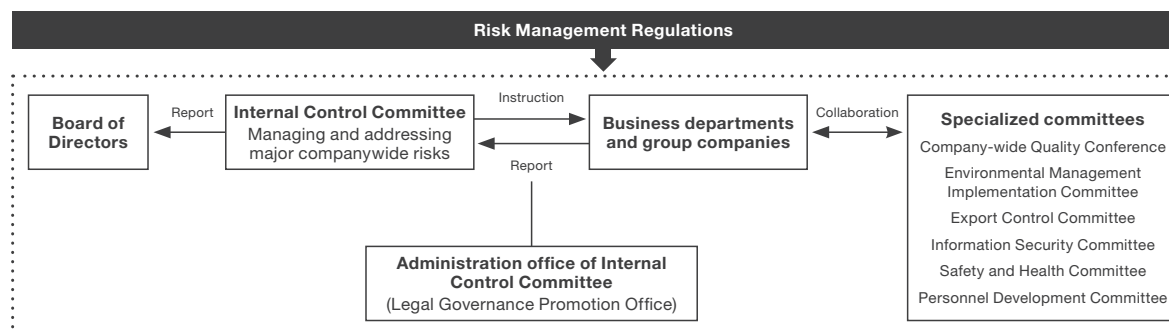 Risk Management Regulations
Board of
Directors
Report
Internal Control Committee
Managing and addressing
major companywide risks
Instruction
Report
Business departments
and group companies
Collaboration
Specialized committees
Company-wide Quality Conference
Environmental Management
Implementation Committee
Export Control Committee
Information Security Committee
Safety and Health Committee
Personnel Development Committee
Administration office of Internal
Control Committee
(Legal Governance Promotion Office)